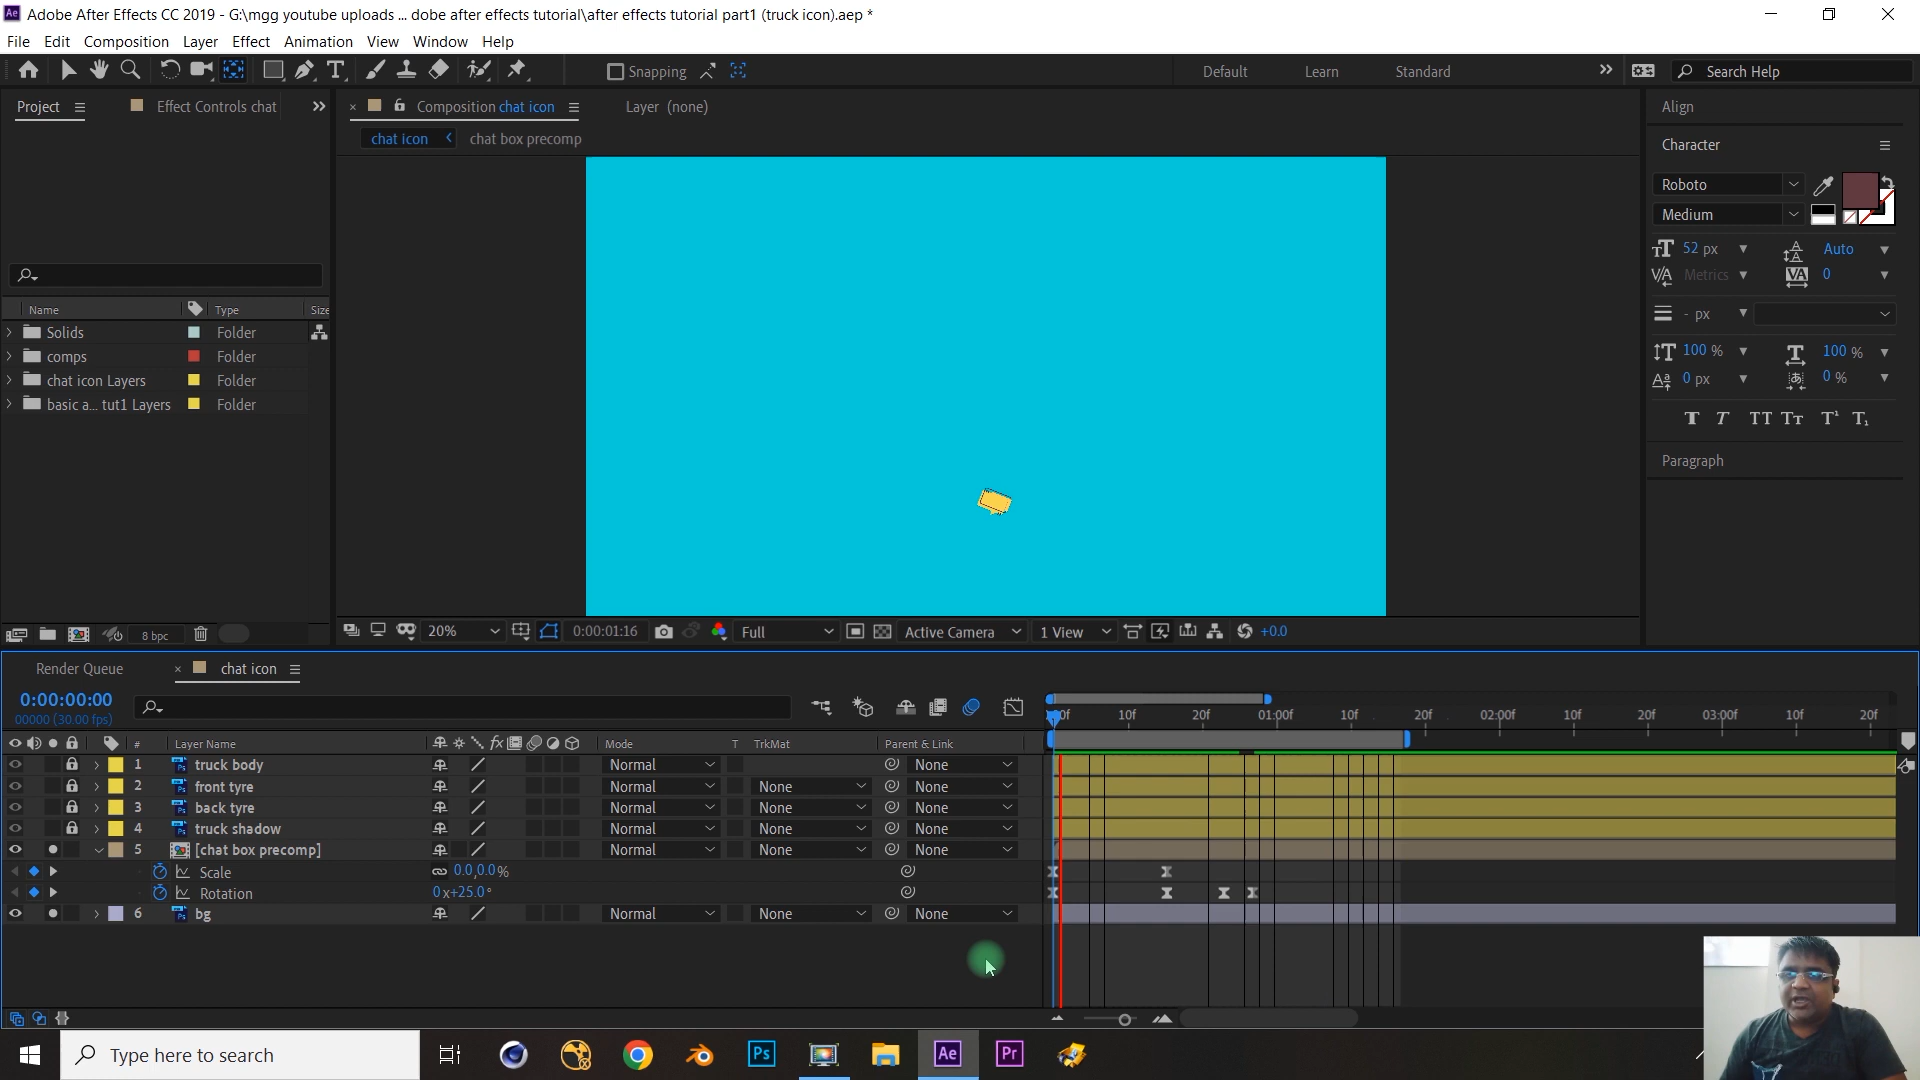 Adobe After Effects CC 2019 - G:\mgg youtube uploads ... dobe after effects tutorial\after effects tutorial part1 (truck icon).aep *
File Edit Composition Layer Effect Animation View Window Help
Snapping Default Learn Standard Search Help
Project Effect Controls chat Composition chat icon Layer (none) Align
chat icon chat box precomp
Character
Roboto
Medium
52 px Auto
Metrics 0
- px
100 % 100 %
0 px 0 %
T T TT Tт T¹ T₁
Paragraph
Name Type Size
Solids Folder
comps Folder
chat icon Layers Folder
basic a... tut1 Layers Folder
8 bpc
20% 0:00:01:16 Full Active Camera 1 View +0.0
Render Queue chat icon
0:00:00:00
00000 (30.00 fps)
10f 20f 01:00f 10f 20f 02:00f 10f 20f 03:00f 10f 20f
# Layer Name fx Mode T TrkMat Parent & Link
1 truck body Normal None
2 front tyre Normal None None
3 back tyre Normal None None
4 truck shadow Normal None None
5 [chat box precomp] Normal None None
Scale 0.0,0.0%
Rotation 0x+25.0°
6 bg Normal None None
Type here to search Ps Ae Pr